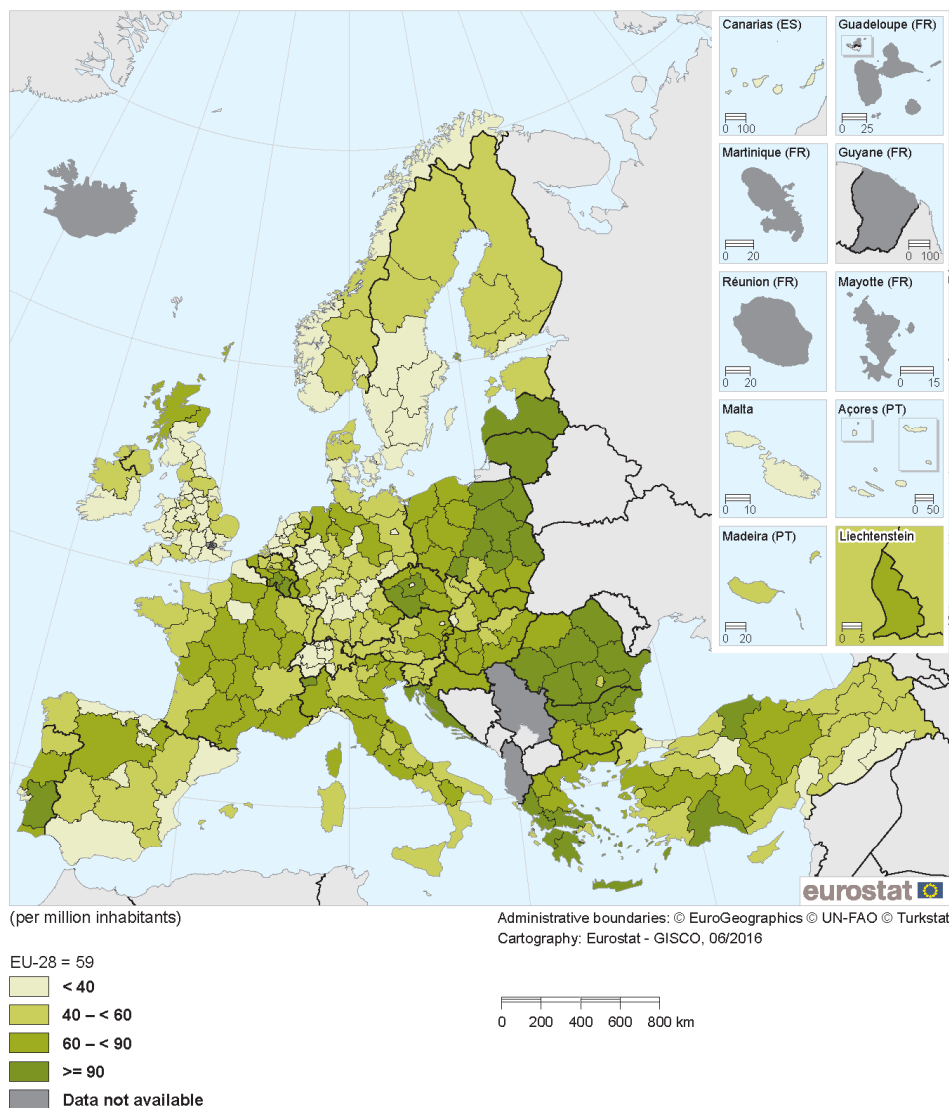 Canarias (ES)
0 100
Guadeloupe (FR)
0 25
Martinique (FR)
0 20
Guyane (FR)
0 100
Réunion (FR)
0 20
Mayotte (FR)
0 15
Malta
0 10
Açores (PT)
0 50
Madeira (PT)
0 20
Liechtenstein
0 5
eurostat
(per million inhabitants)
Administrative boundaries: © EuroGeographics © UN-FAO © Turkstat
Cartography: Eurostat - GISCO, 06/2016
EU-28 = 59
< 40
40 – < 60
60 – < 90
>= 90
Data not available
0 200 400 600 800 km